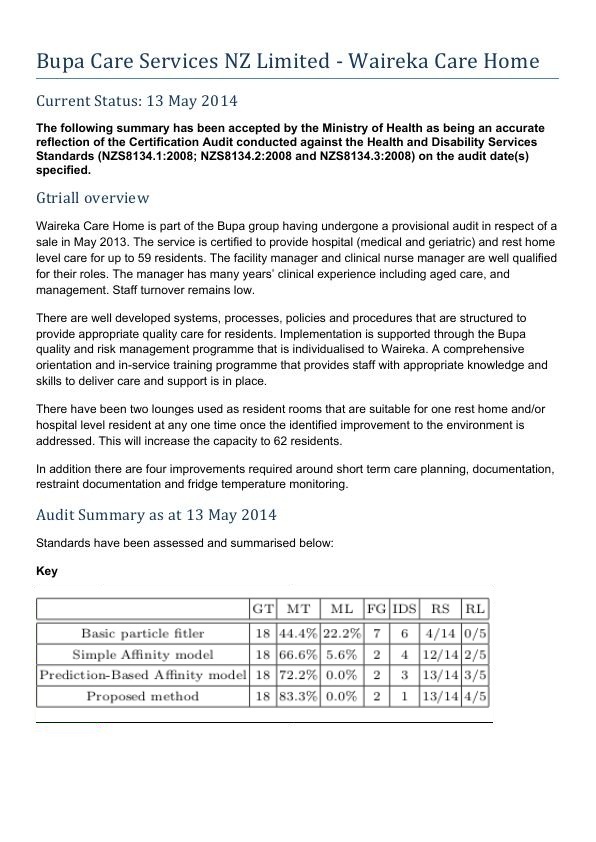 Bupa Care Services NZ Limited - Waireka Care Home
Current Status: 13 May 2014
The following summary has been accepted by the Ministry of Health as being an accurate
reflection of the Certification Audit conducted against the Health and Disability Services
Standards (NZS8134.1:2008; NZS8134.2:2008 and NZS8134.3:2008) on the audit date(s)
specified.
Gtriall overview
Waireka Care Home is part of the Bupa group having undergone a provisional audit in respect of a
sale in May 2013. The service is certified to provide hospital (medical and geriatric) and rest home
level care for up to 59 residents. The facility manager and clinical nurse manager are well qualified
for their roles. The manager has many years’ clinical experience including aged care, and
management. Staff turnover remains low.
There are well developed systems, processes, policies and procedures that are structured to
provide appropriate quality care for residents. Implementation is supported through the Bupa
quality and risk management programme that is individualised to Waireka. A comprehensive
orientation and in-service training programme that provides staff with appropriate knowledge and
skills to deliver care and support is in place.
There have been two lounges used as resident rooms that are suitable for one rest home and/or
hospital level resident at any one time once the identified improvement to the environment is
addressed. This will increase the capacity to 62 residents.
In addition there are four improvements required around short term care planning, documentation,
restraint documentation and fridge temperature monitoring.
Audit Summary as at 13 May 2014
Standards have been assessed and summarised below:
Key
GT MT ML FG IDS RS RL
Basic particle fitler 18 44.4% 22.2% 7 6 4/14 0/5
Simple Affinity model 18 66.6% 5.6% 2 4 12/14 2/5
Prediction-Based Affinity model 18 72.2% 0.0% 2 3 13/14 3/5
Proposed method 18 83.3% 0.0% 2 1 13/14 4/5